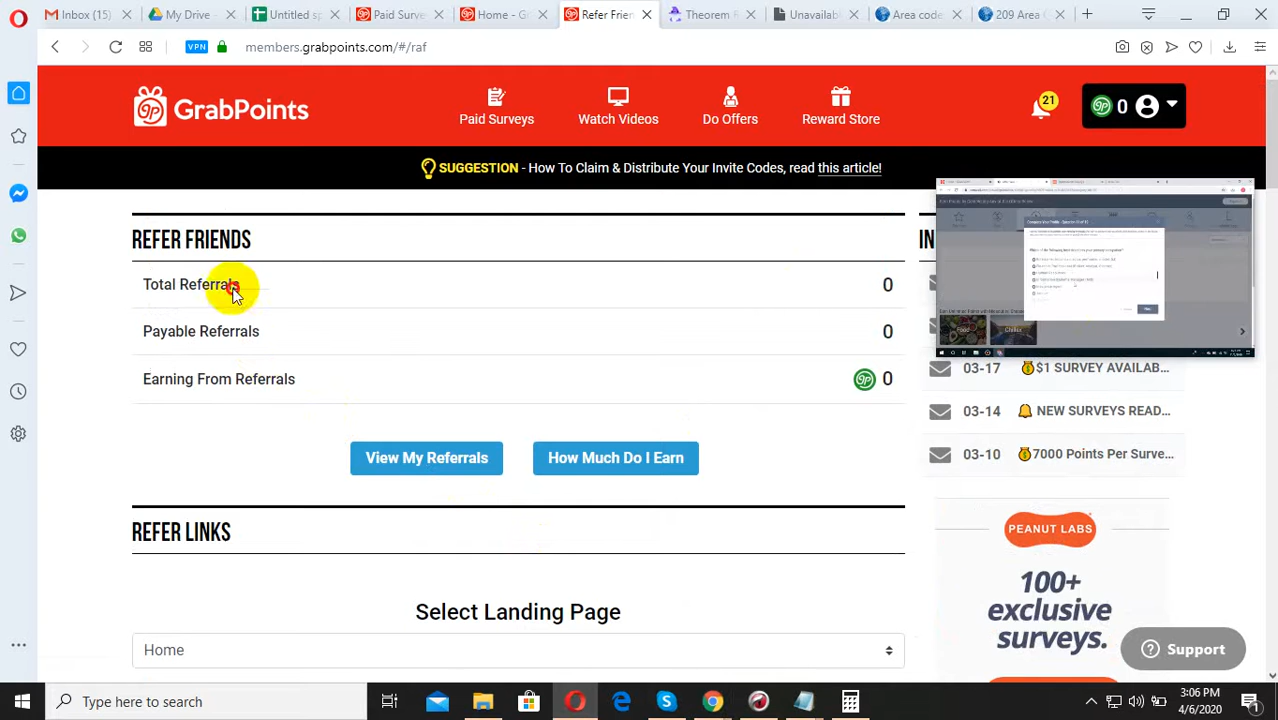 Inbox (3)
My Drive -
Untitled sp
Paid Surve
Home - G
Refer Frien
Theorem R
Unavailab
Area code
209 Area C
VPN
members.grabpoints.com/#/raf
GrabPoints
Paid Surveys
Watch Videos
Do Offers
Reward Store
21
0
SUGGESTION - How To Claim & Distribute Your Invite Codes, read this article!
REFER FRIENDS
Total Referrals
0
Payable Referrals
0
Earning From Referrals
0
View My Referrals
How Much Do I Earn
REFER LINKS
Select Landing Page
Home
IN
Food
03-17
$1 SURVEY AVAILAB...
03-14
NEW SURVEYS READ...
03-10
7000 Points Per Surve...
PEANUT LABS
100+
exclusive
surveys.
Support
Type here to search
3:06 PM
4/6/2020
1